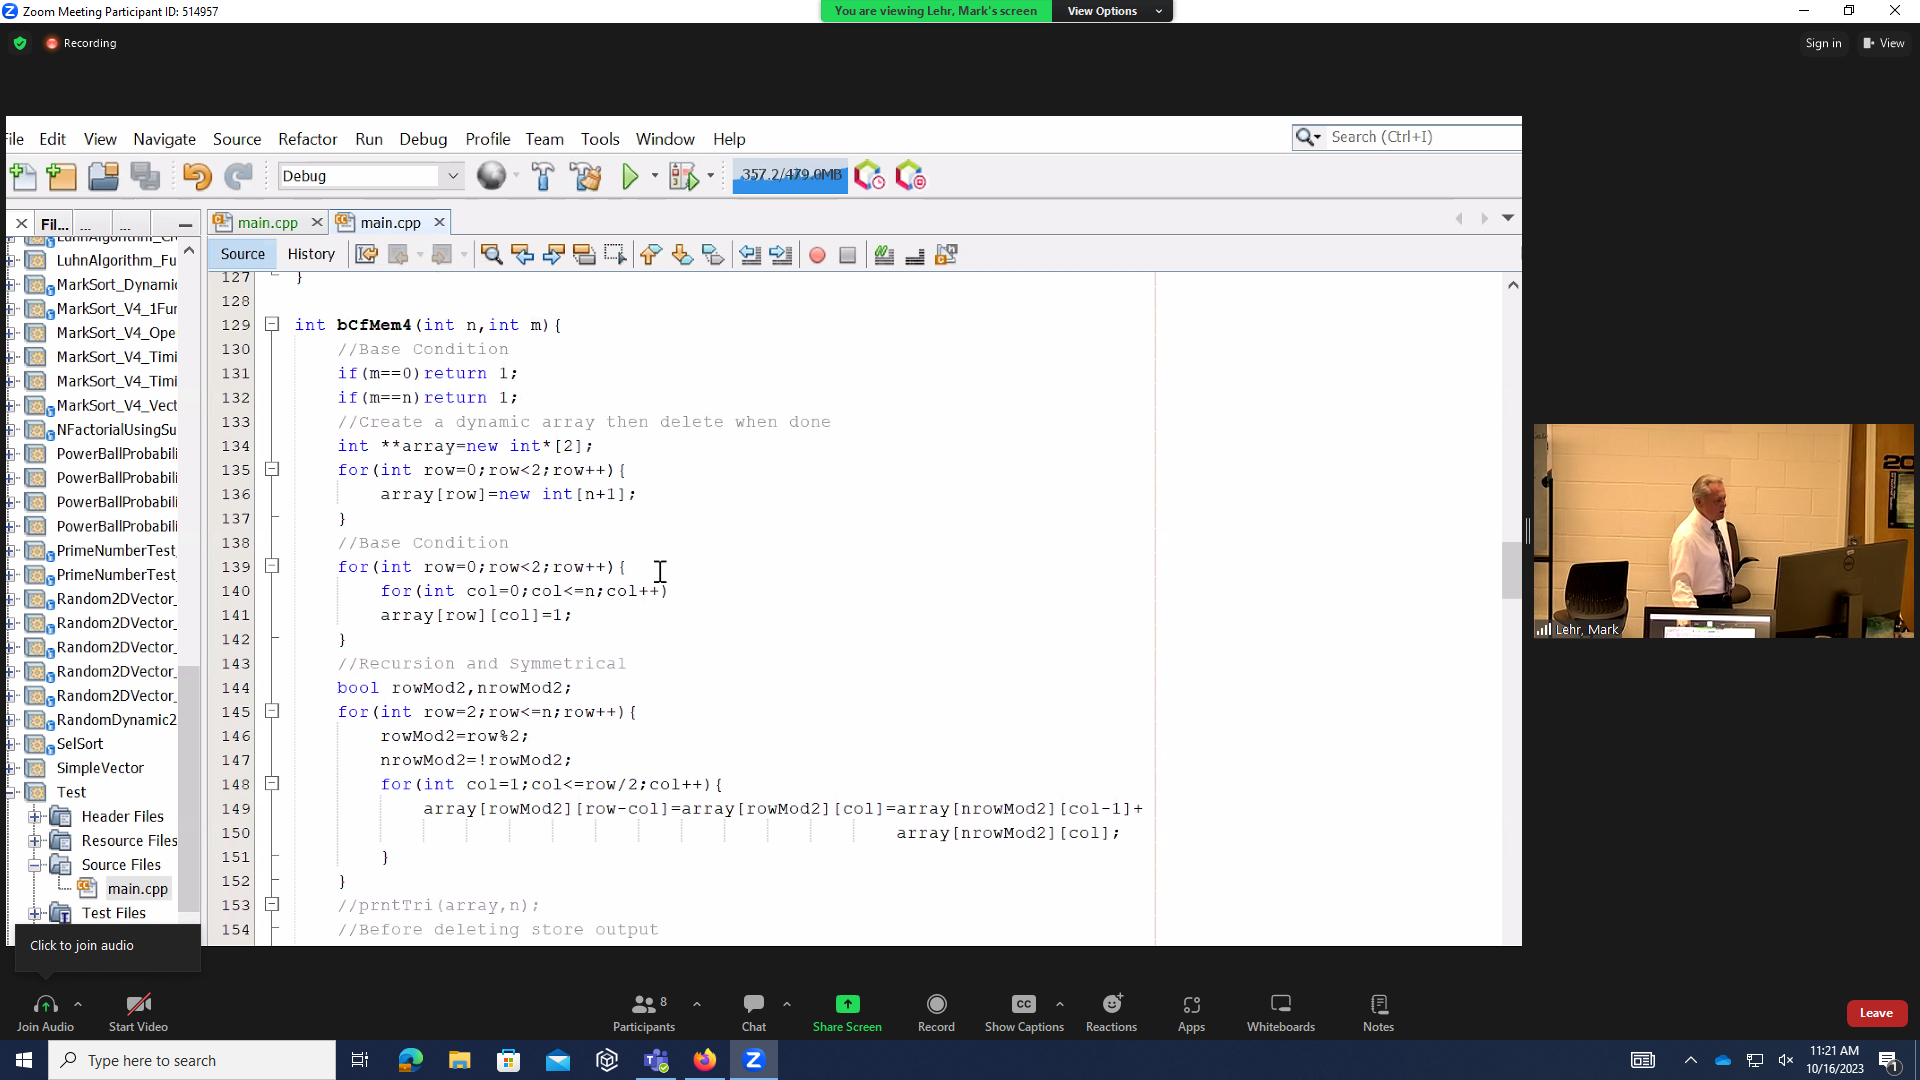 Zoom Meeting Participant ID: 514957
You are viewing Lehr, Mark's screen
View Options
Recording
Sign in
View
File Edit View Navigate Source Refactor Run Debug Profile Team Tools Window Help
Search (Ctrl+I)
Debug
357.2/479.0MB
Fil... ... ...
main.cpp
main.cpp
Source History
LuhnAlgorithm_Fu
MarkSort_Dynamic
MarkSort_V4_1Fur
MarkSort_V4_Ope
MarkSort_V4_Timi
MarkSort_V4_Timi
MarkSort_V4_Vect
NFactorialUsingSu
PowerBallProbabili
PowerBallProbabili
PowerBallProbabili
PowerBallProbabili
PrimeNumberTest_
PrimeNumberTest_
Random2DVector_
Random2DVector_
Random2DVector_
Random2DVector_
Random2DVector_
RandomDynamic2
SelSort
SimpleVector
Test
Header Files
Resource Files
Source Files
main.cpp
Test Files
127 }
128
129 int bCfMem4(int n,int m){
130 //Base Condition
131 if(m==0)return 1;
132 if(m==n)return 1;
133 //Create a dynamic array then delete when done
134 int **array=new int*[2];
135 for(int row=0;row<2;row++){
136 array[row]=new int[n+1];
137 }
138 //Base Condition
139 for(int row=0;row<2;row++){
140 for(int col=0;col<=n;col++)
141 array[row][col]=1;
142 }
143 //Recursion and Symmetrical
144 bool rowMod2,nrowMod2;
145 for(int row=2;row<=n;row++){
146 rowMod2=row%2;
147 nrowMod2=!rowMod2;
148 for(int col=1;col<=row/2;col++){
149 array[rowMod2][row-col]=array[rowMod2][col]=array[nrowMod2][col-1]+
150 array[nrowMod2][col];
151 }
152 }
153 //prntTri(array,n);
154 //Before deleting store output
Lehr, Mark
Click to join audio
Join Audio
Start Video
8
Participants
Chat
Share Screen
Record
CC
Show Captions
Reactions
Apps
Whiteboards
Notes
Leave
Type here to search
11:21 AM
10/16/2023
1